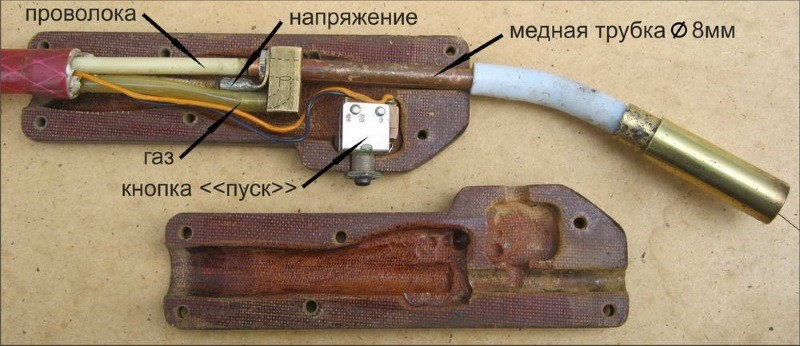 проволока
напряжение
медная трубка Ø 8мм
газ
кнопка <<пуск>>